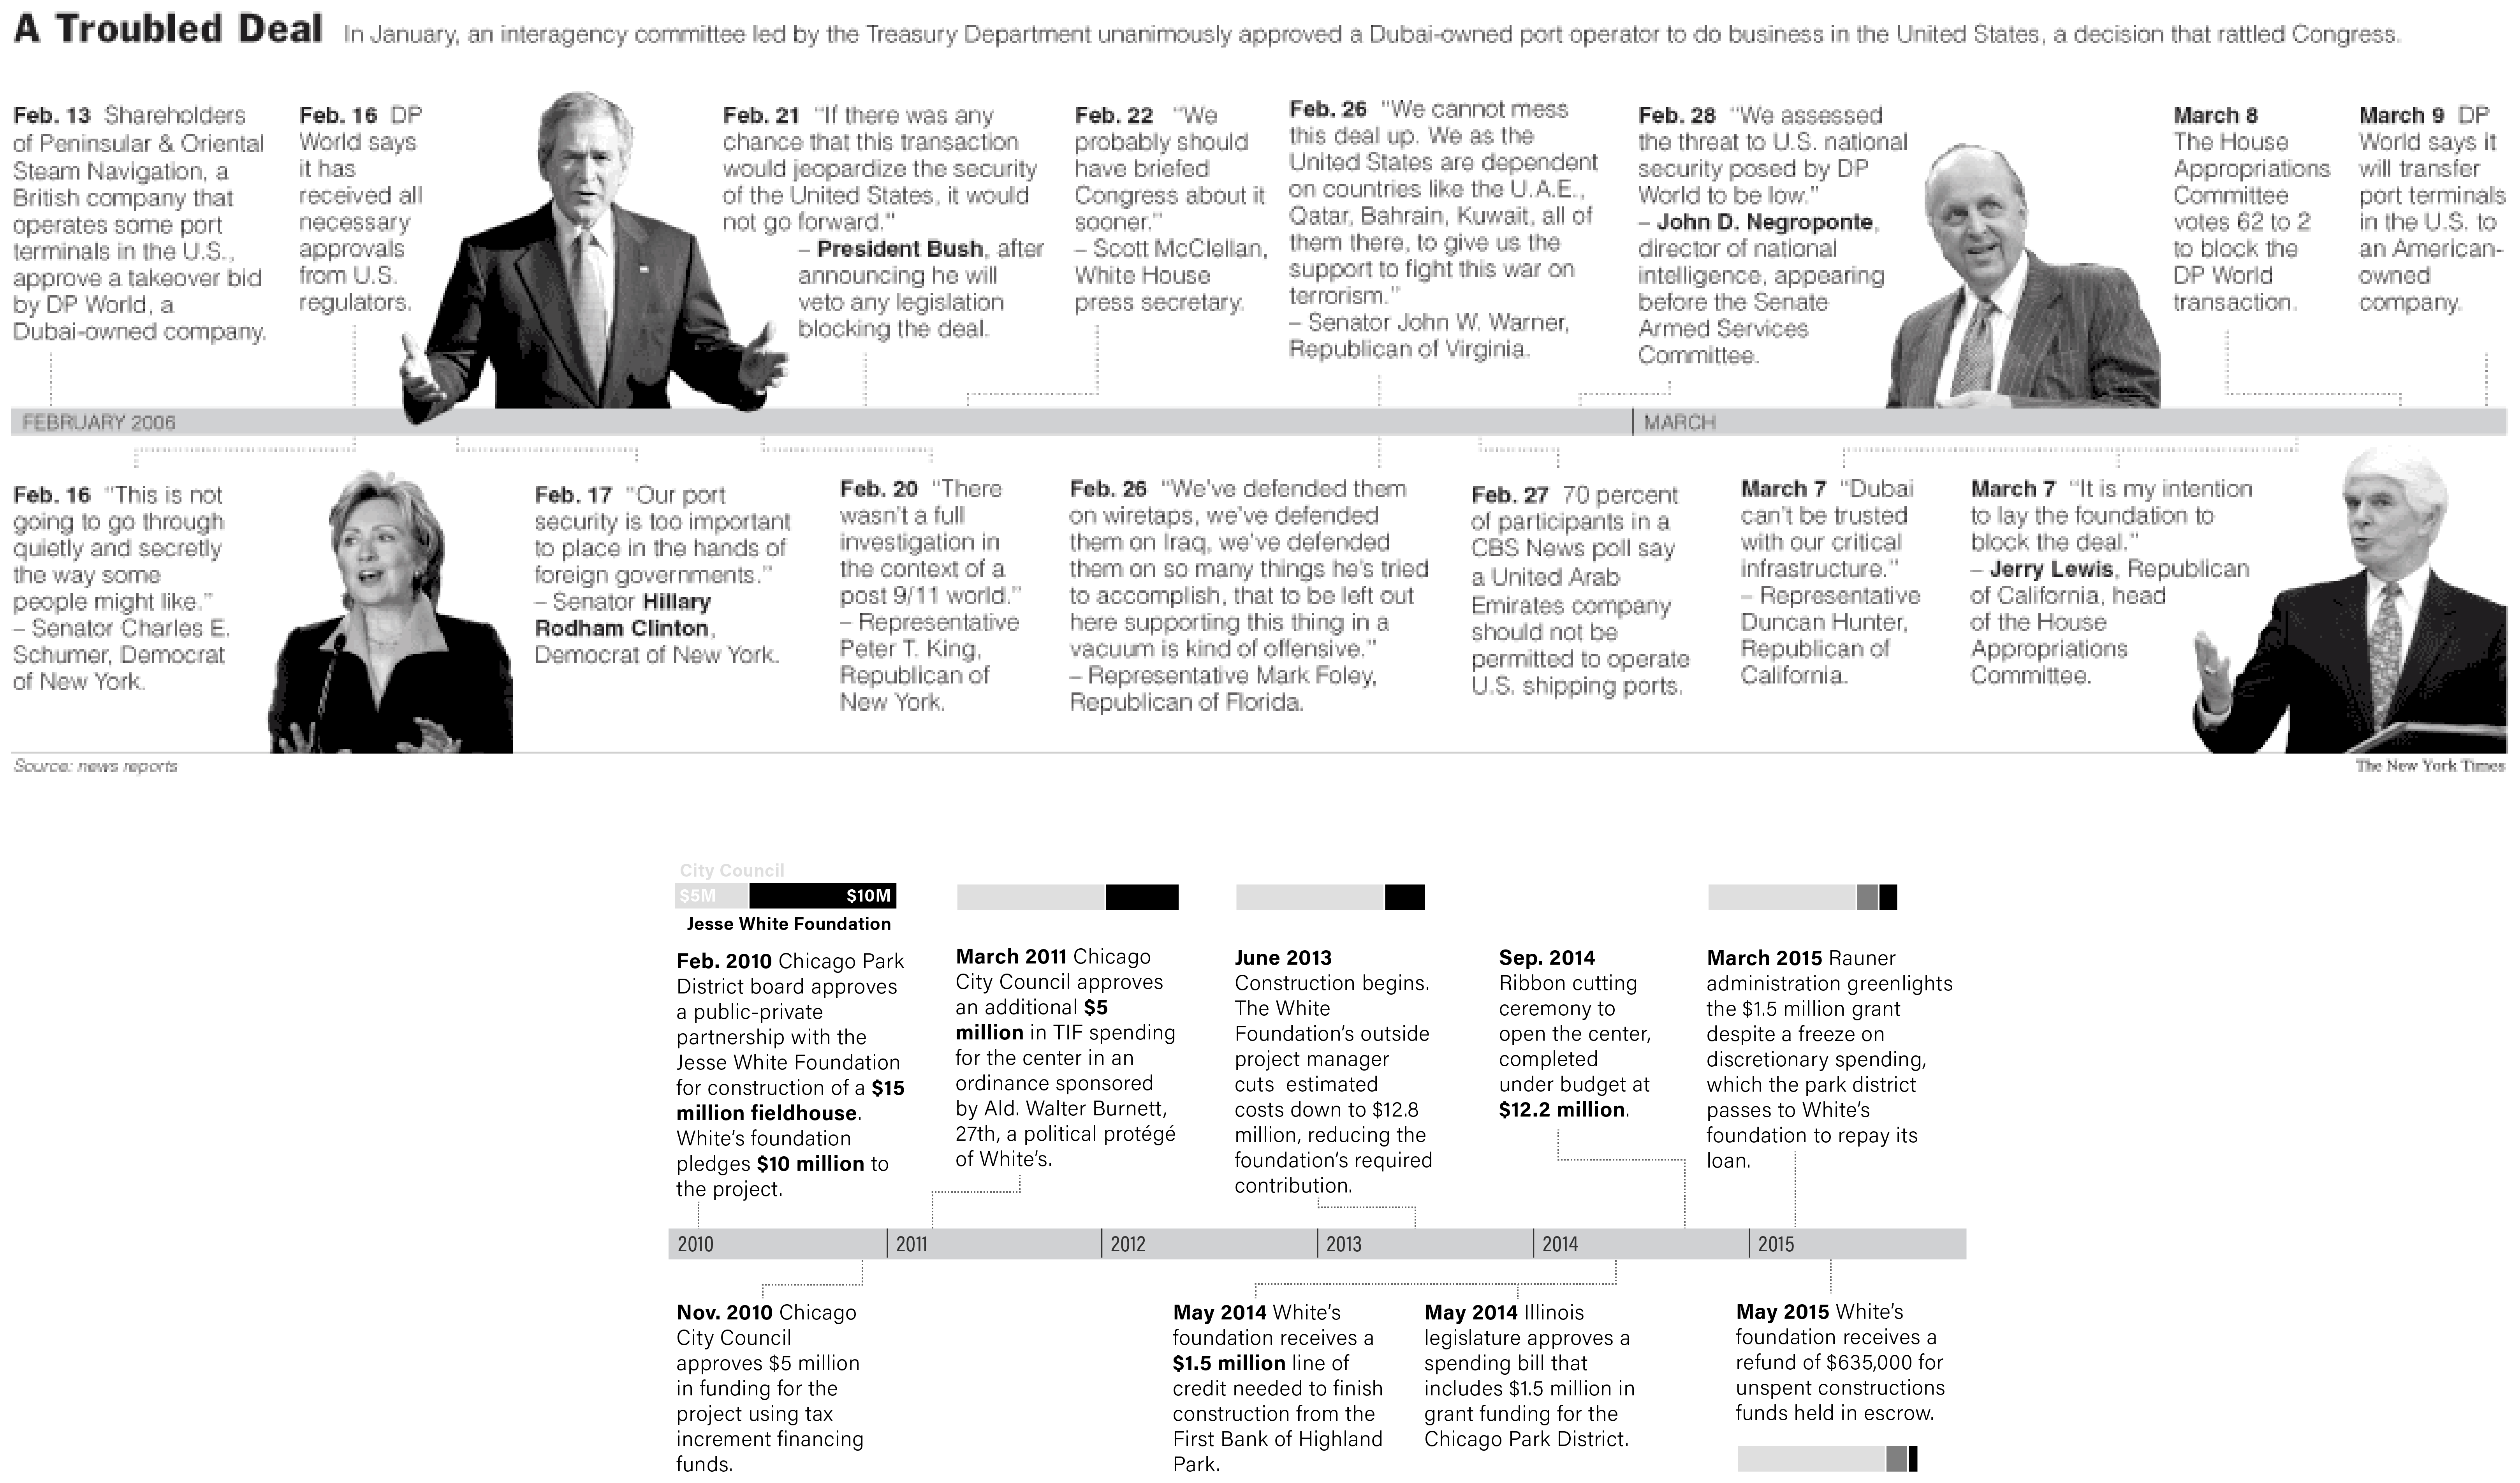 A Troubled Deal In January, an interagency committee led by the Treasury Department unanimously approved a Dubai-owned port operator to do business in the United States, a decision that rattled Congress.
Feb. 13 Shareholders
of Peninsular & Oriental
Steam Navigation, a
British company that
operates some port
terminals in the U.S.,
approve a takeover bid
by DP World, a
Dubai-owned company.
Feb. 16 DP
World says
it has
received all
necessary
approvals
from U.S.
regulators.
Feb. 21 “If there was any
chance that this transaction
would jeopardize the security
of the United States, it would
not go forward.”
– President Bush, after
announcing he will
veto any legislation
blocking the deal.
Feb. 22 “We
probably should
have briefed
Congress about it
sooner.”
– Scott McClellan,
White House
press secretary.
Feb. 26 “We cannot mess
this deal up. We as the
United States are dependent
on countries like the U.A.E.,
Qatar, Bahrain, Kuwait, all of
them there, to give us the
support to fight this war on
terrorism.”
– Senator John W. Warner,
Republican of Virginia.
Feb. 28 “We assessed
the threat to U.S. national
security posed by DP
World to be low.”
– John D. Negroponte,
director of national
intelligence, appearing
before the Senate
Armed Services
Committee.
March 8
The House
Appropriations
Committee
votes 62 to 2
to block the
DP World
transaction.
March 9 DP
World says it
will transfer
port terminals
in the U.S. to
an American-
owned
company.
FEBRUARY 2006
MARCH
Feb. 16 “This is not
going to go through
quietly and secretly
the way some
people might like.”
– Senator Charles E.
Schumer, Democrat
of New York.
Feb. 17 “Our port
security is too important
to place in the hands of
foreign governments.”
– Senator Hillary
Rodham Clinton,
Democrat of New York.
Feb. 20 “There
wasn’t a full
investigation in
the context of a
post 9/11 world.”
– Representative
Peter T. King,
Republican of
New York.
Feb. 26 “We’ve defended them
on wiretaps, we’ve defended
them on Iraq, we’ve defended
them on so many things he’s tried
to accomplish, that to be left out
here supporting this thing in a
vacuum is kind of offensive.”
– Representative Mark Foley,
Republican of Florida.
Feb. 27 70 percent
of participants in a
CBS News poll say
a United Arab
Emirates company
should not be
permitted to operate
U.S. shipping ports.
March 7 “Dubai
can’t be trusted
with our critical
infrastructure.”
– Representative
Duncan Hunter,
Republican of
California.
March 7 “It is my intention
to lay the foundation to
block the deal.”
– Jerry Lewis, Republican
of California, head
of the House
Appropriations
Committee.
Source: news reports
The New York Times
City Council
$5M $10M
Jesse White Foundation
Feb. 2010 Chicago Park
District board approves
a public-private
partnership with the
Jesse White Foundation
for construction of a $15
million fieldhouse.
White’s foundation
pledges $10 million to
the project.
March 2011 Chicago
City Council approves
an additional $5
million in TIF spending
for the center in an
ordinance sponsored
by Ald. Walter Burnett,
27th, a political protégé
of White’s.
June 2013
Construction begins.
The White
Foundation’s outside
project manager
cuts estimated
costs down to $12.8
million, reducing the
foundation’s required
contribution.
Sep. 2014
Ribbon cutting
ceremony to
open the center,
completed
under budget at
$12.2 million.
March 2015 Rauner
administration greenlights
the $1.5 million grant
despite a freeze on
discretionary spending,
which the park district
passes to White’s
foundation to repay its
loan.
2010
2011
2012
2013
2014
2015
Nov. 2010 Chicago
City Council
approves $5 million
in funding for the
project using tax
increment financing
funds.
May 2014 White’s
foundation receives a
$1.5 million line of
credit needed to finish
construction from the
First Bank of Highland
Park.
May 2014 Illinois
legislature approves a
spending bill that
includes $1.5 million in
grant funding for the
Chicago Park District.
May 2015 White’s
foundation receives a
refund of $635,000 for
unspent constructions
funds held in escrow.